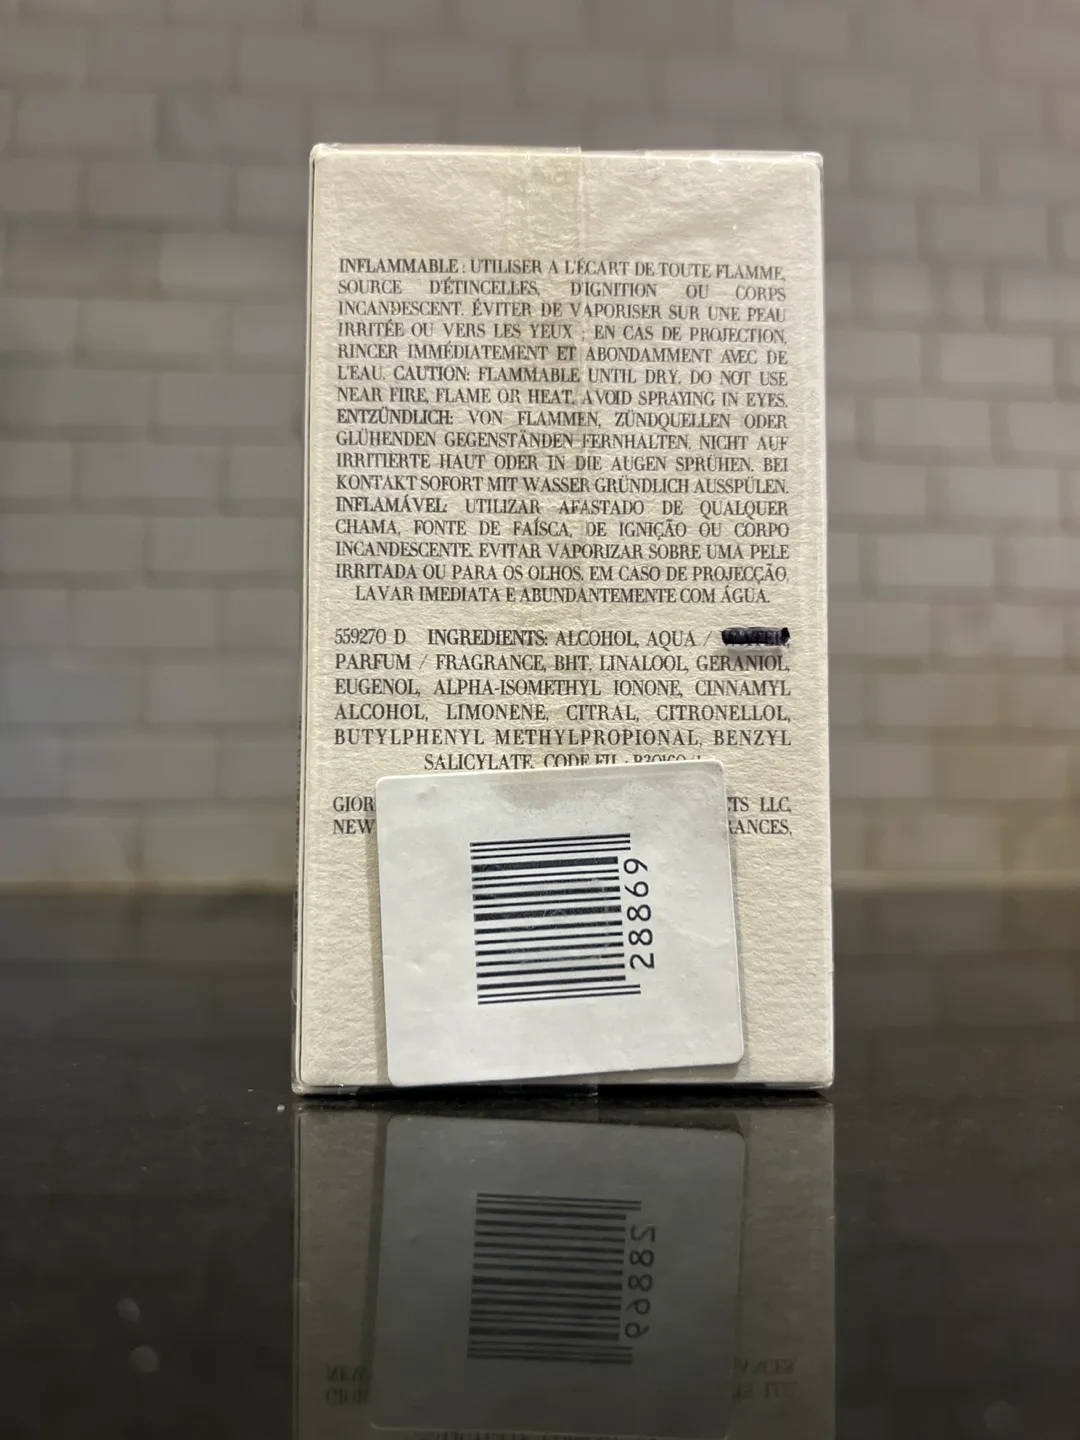 INFLAMMABLE : UTILISER A L'ÉCART DE TOUTE FLAMME,
SOURCE D'ÉTINCELLES, D'IGNITION OU CORPS
INCANDESCENT. ÉVITER DE VAPORISER SUR UNE PEAU
IRRITÉE OU VERS LES YEUX ; EN CAS DE PROJECTION,
RINCER IMMÉDIATEMENT ET ABONDAMMENT AVEC DE
L'EAU. CAUTION: FLAMMABLE UNTIL DRY. DO NOT USE
NEAR FIRE, FLAME OR HEAT. AVOID SPRAYING IN EYES.
ENTZÜNDLICH: VON FLAMMEN, ZÜNDQUELLEN ODER
GLÜHENDEN GEGENSTÄNDEN FERNHALTEN. NICHT AUF
IRRITIERTE HAUT ODER IN DIE AUGEN SPRÜHEN. BEI
KONTAKT SOFORT MIT WASSER GRÜNDLICH AUSSPÜLEN.
INFLAMÁVEL: UTILIZAR AFASTADO DE QUALQUER
CHAMA, FONTE DE FAÍSCA, DE IGNIÇÃO OU CORPO
INCANDESCENTE. EVITAR VAPORIZAR SOBRE UMA PELE
IRRITADA OU PARA OS OLHOS. EM CASO DE PROJECÇÃO,
LAVAR IMEDIATA E ABUNDANTEMENTE COM ÁGUA.
559270 D INGREDIENTS: ALCOHOL, AQUA / WATER,
PARFUM / FRAGRANCE, BHT, LINALOOL, GERANIOL,
EUGENOL, ALPHA-ISOMETHYL IONONE, CINNAMYL
ALCOHOL, LIMONENE, CITRAL, CITRONELLOL,
BUTYLPHENYL METHYLPROPIONAL, BENZYL
SALICYLATE. CODE FIL :
GIOR TS LLC,
NEW RANCES,
28869